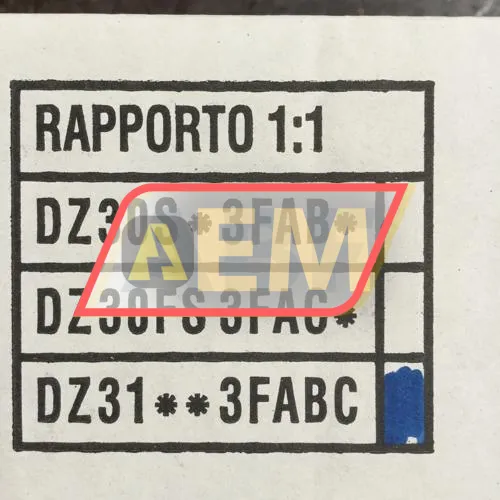 RAPPORTO 1:1
DZ30S * 3FAB *
AEM
DZ30FS 3FAC *
DZ31 ** 3FABC